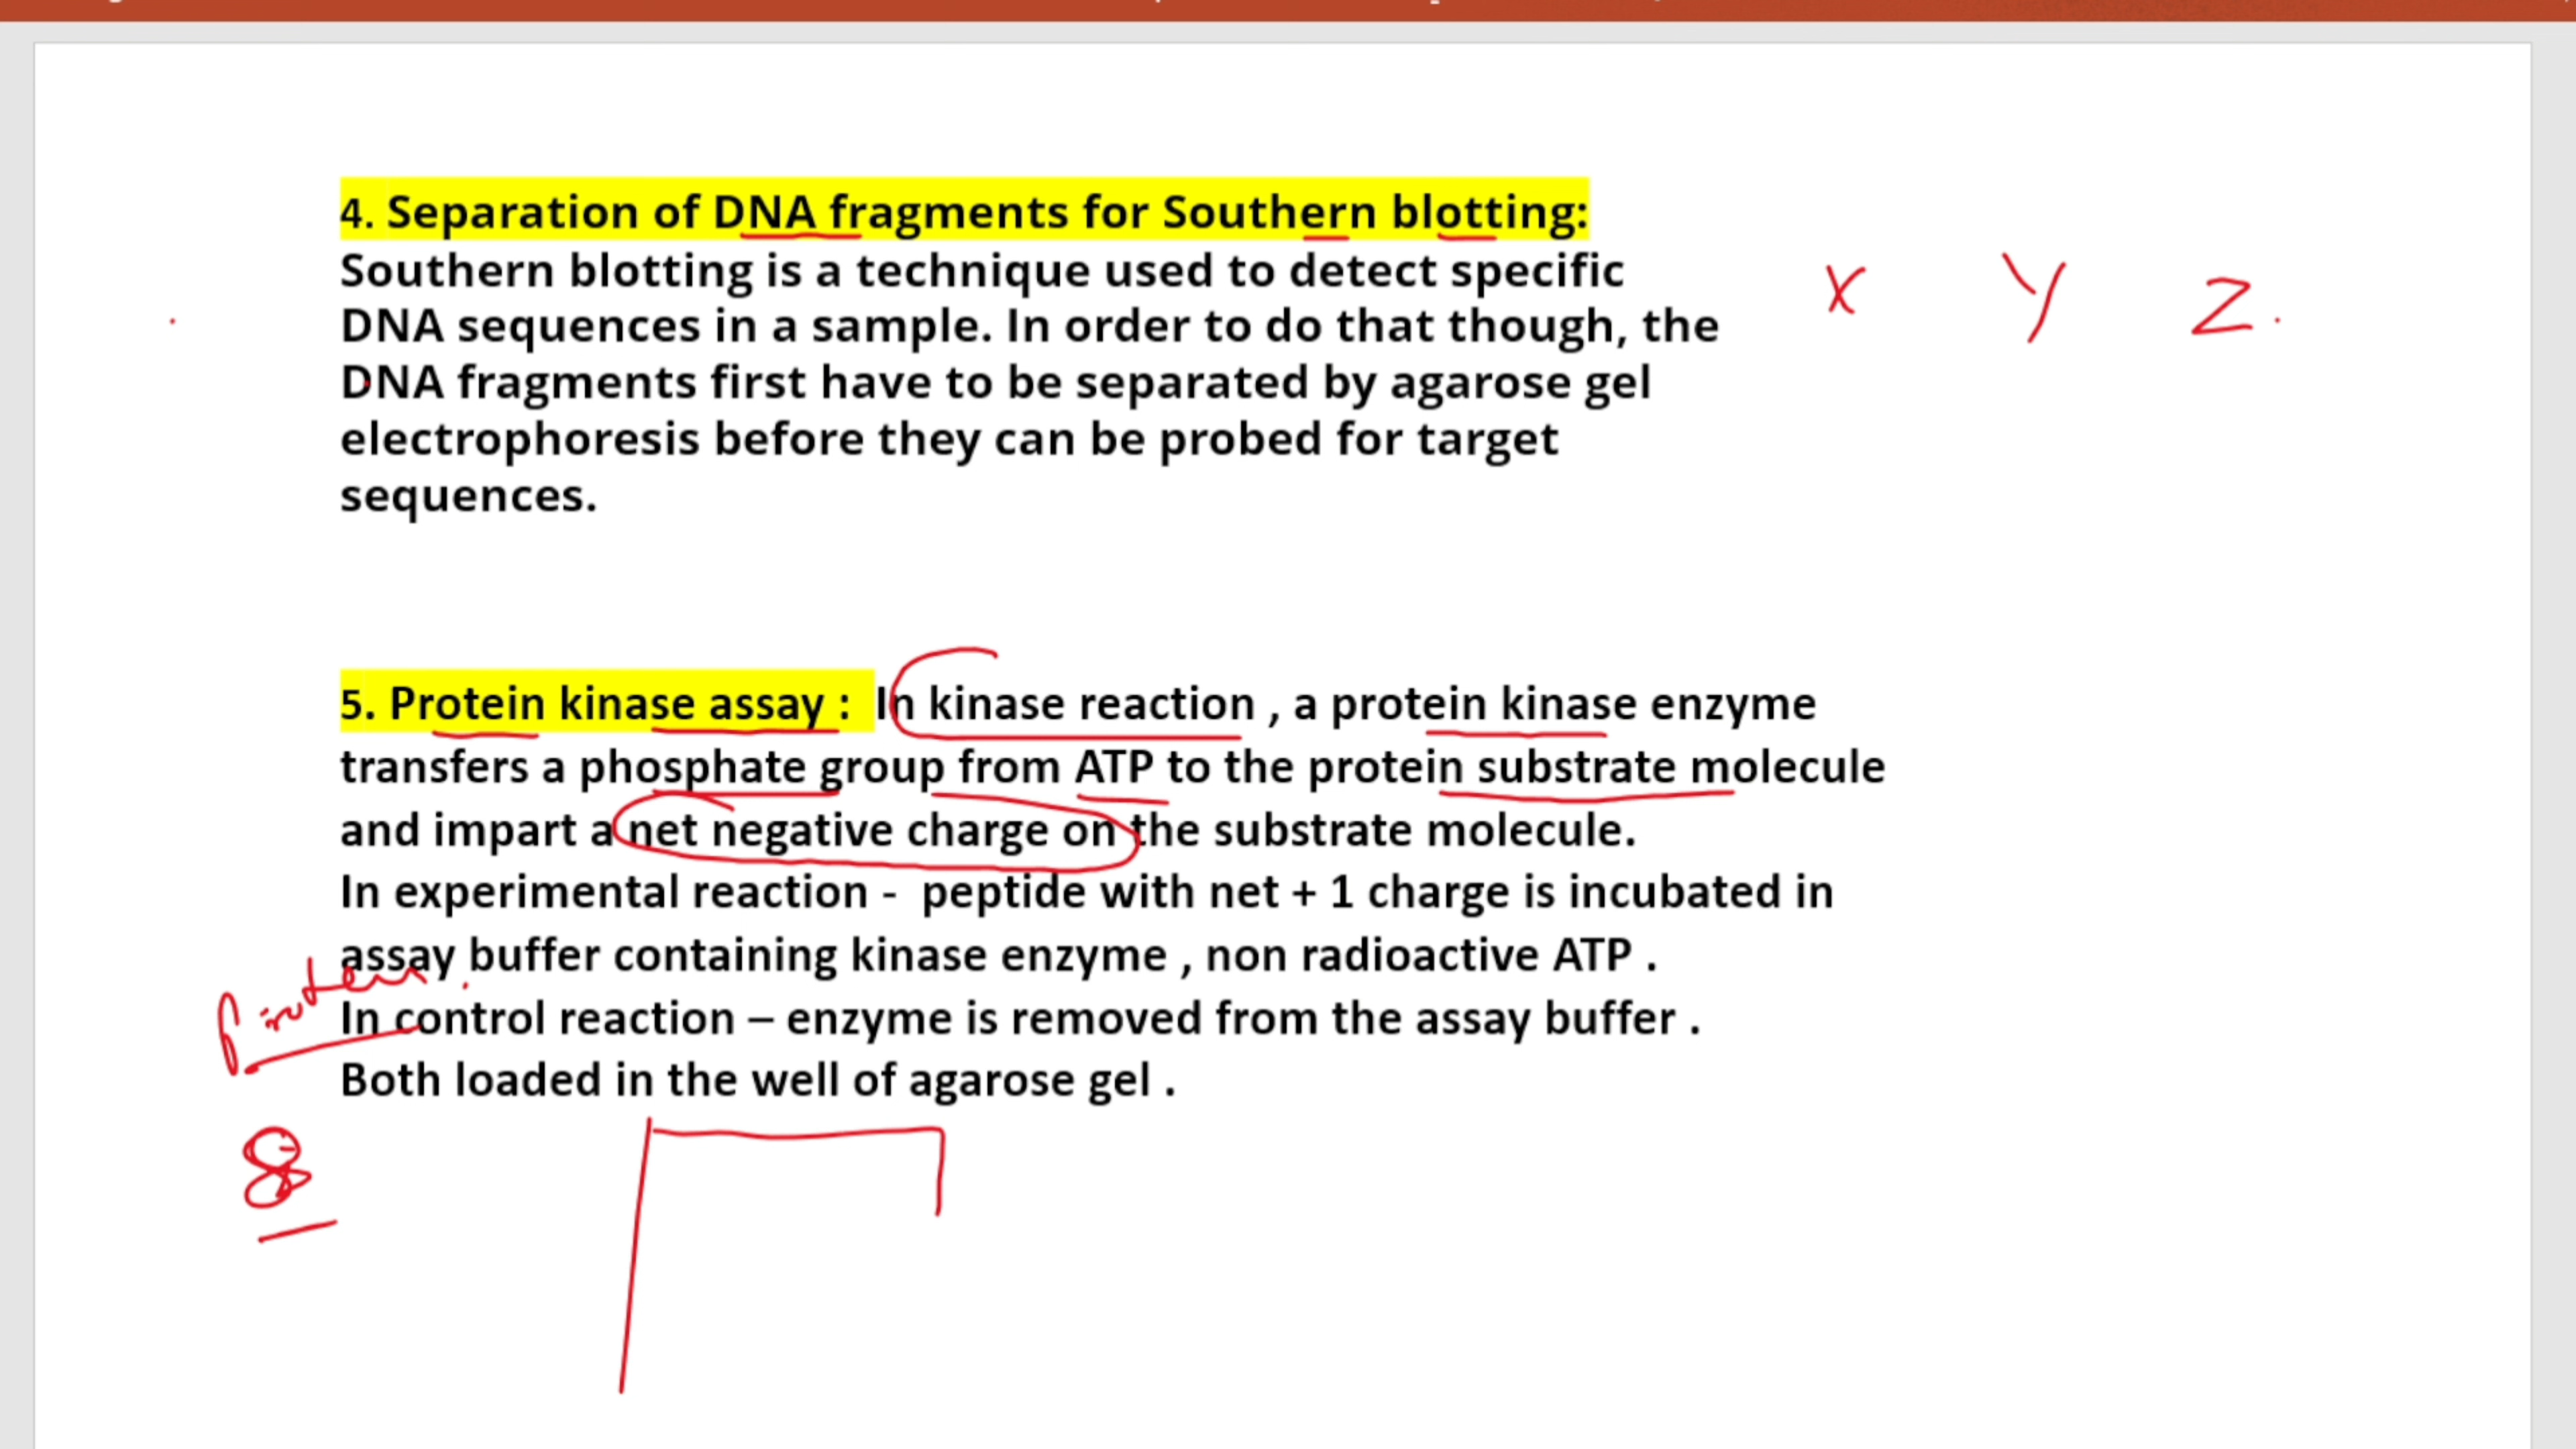 4. Separation of DNA fragments for Southern blotting:
Southern blotting is a technique used to detect specific
DNA sequences in a sample. In order to do that though, the
DNA fragments first have to be separated by agarose gel
electrophoresis before they can be probed for target
sequences.
X Y Z.
5. Protein kinase assay : In kinase reaction , a protein kinase enzyme
transfers a phosphate group from ATP to the protein substrate molecule
and impart a net negative charge on the substrate molecule.
In experimental reaction - peptide with net + 1 charge is incubated in
assay buffer containing kinase enzyme , non radioactive ATP .
In control reaction – enzyme is removed from the assay buffer .
Both loaded in the well of agarose gel .
Protein